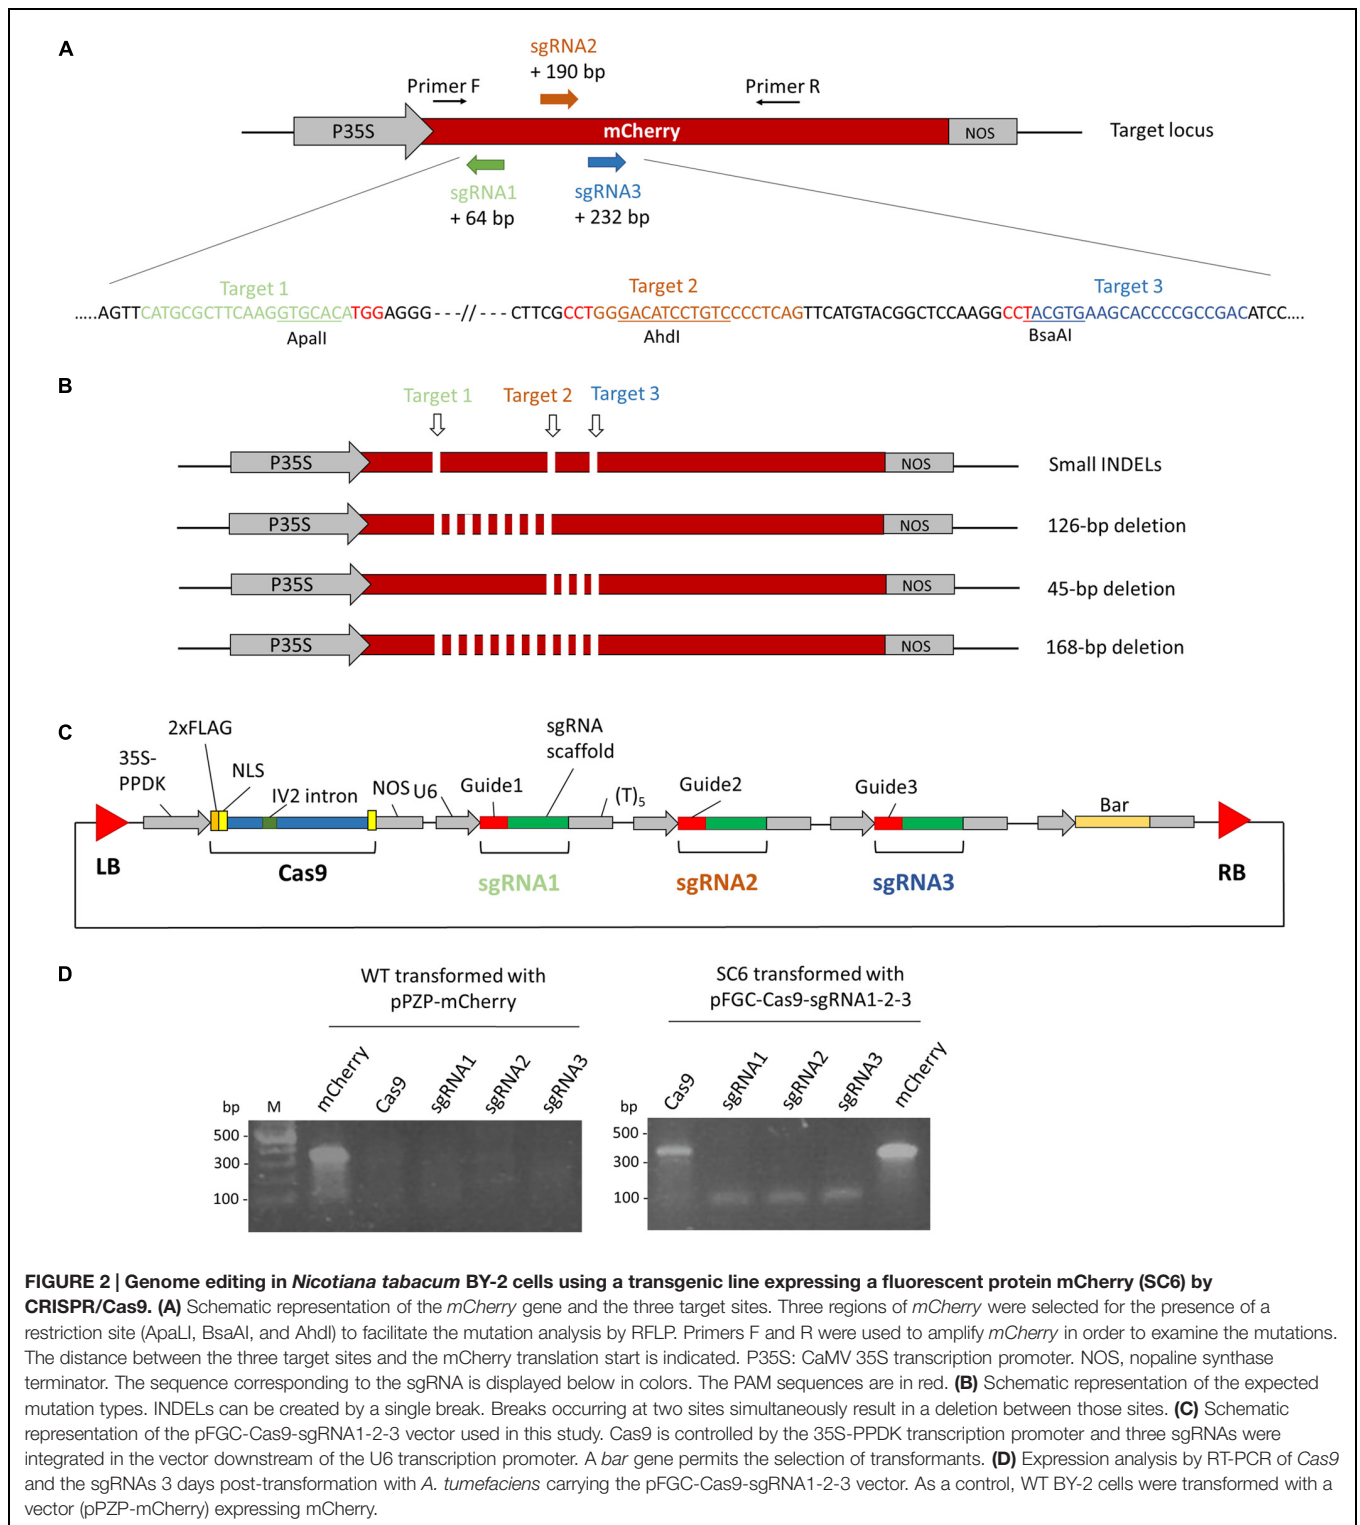 A
sgRNA2
+ 190 bp
Primer F
Primer R
P35S
mCherry
NOS
Target locus
sgRNA1
+ 64 bp
sgRNA3
+ 232 bp
Target 1
Target 2
Target 3
.....AGTTCATGCGCTTCAAGGTGCACATGGAGGG---//---CTTCGCCTGGGACATCCTGTCCCCTCAGTTCATGTACGGCTCCAAGGCCTACGTGAAGCACCCCGCCGACATCC....
ApalI
AhdI
BsaAI
B
Target 1
Target 2
Target 3
P35S
NOS
Small INDELs
P35S
NOS
126-bp deletion
P35S
NOS
45-bp deletion
P35S
NOS
168-bp deletion
C
2xFLAG
35S-
PPDK
NLS
IV2 intron
NOS
U6
Guide1
sgRNA
scaffold
(T)5
Guide2
Guide3
Bar
LB
Cas9
sgRNA1
sgRNA2
sgRNA3
RB
D
WT transformed with
pPZP-mCherry
SC6 transformed with
pFGC-Cas9-sgRNA1-2-3
bp
M
mCherry
Cas9
sgRNA1
sgRNA2
sgRNA3
500 -
300 -
100 -
bp
Cas9
sgRNA1
sgRNA2
sgRNA3
mCherry
500 -
300 -
100 -
FIGURE 2 | Genome editing in Nicotiana tabacum BY-2 cells using a transgenic line expressing a fluorescent protein mCherry (SC6) by
CRISPR/Cas9. (A) Schematic representation of the mCherry gene and the three target sites. Three regions of mCherry were selected for the presence of a
restriction site (ApaLI, BsaAI, and AhdI) to facilitate the mutation analysis by RFLP. Primers F and R were used to amplify mCherry in order to examine the mutations.
The distance between the three target sites and the mCherry translation start is indicated. P35S: CaMV 35S transcription promoter. NOS, nopaline synthase
terminator. The sequence corresponding to the sgRNA is displayed below in colors. The PAM sequences are in red. (B) Schematic representation of the expected
mutation types. INDELs can be created by a single break. Breaks occurring at two sites simultaneously result in a deletion between those sites. (C) Schematic
representation of the pFGC-Cas9-sgRNA1-2-3 vector used in this study. Cas9 is controlled by the 35S-PPDK transcription promoter and three sgRNAs were
integrated in the vector downstream of the U6 transcription promoter. A bar gene permits the selection of transformants. (D) Expression analysis by RT-PCR of Cas9
and the sgRNAs 3 days post-transformation with A. tumefaciens carrying the pFGC-Cas9-sgRNA1-2-3 vector. As a control, WT BY-2 cells were transformed with a
vector (pPZP-mCherry) expressing mCherry.